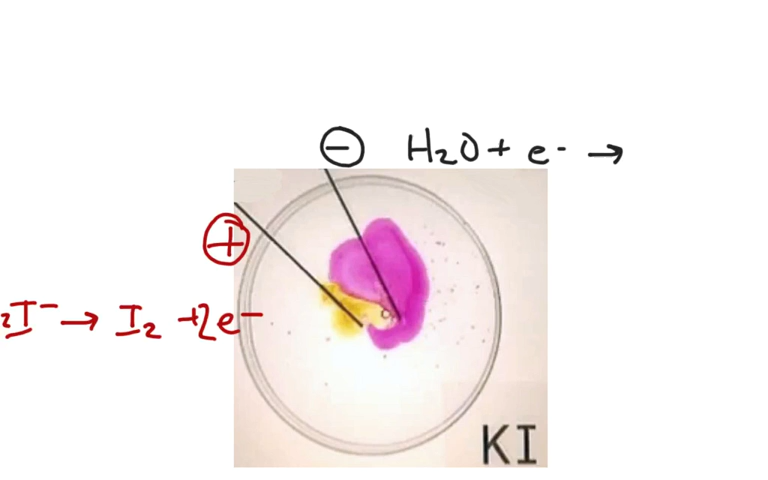 ⊖ H₂O + e⁻ →
⊕
2I⁻ → I₂ + 2e⁻
KI